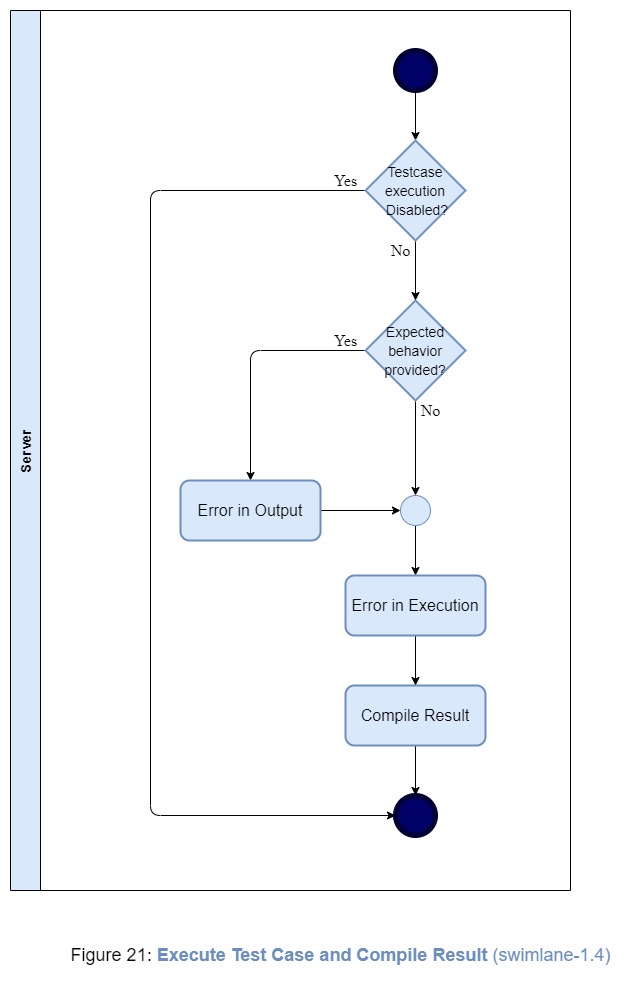 Server
Testcase
execution
Disabled?
Yes
No
Expected
behavior
provided?
Yes
No
Error in Output
Error in Execution
Compile Result
Figure 21: Execute Test Case and Compile Result (swimlane-1.4)